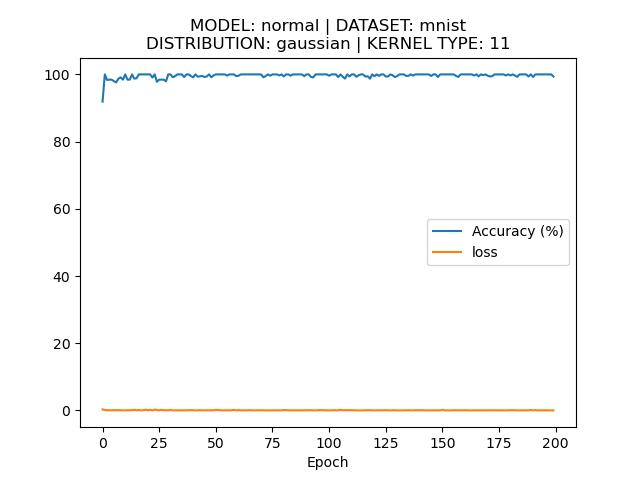 MODEL: normal | DATASET: mnist
DISTRIBUTION: gaussian | KERNEL TYPE: 11
100
80
60
40
20
0
Accuracy (%)
loss
0 25 50 75 100 125 150 175 200
Epoch